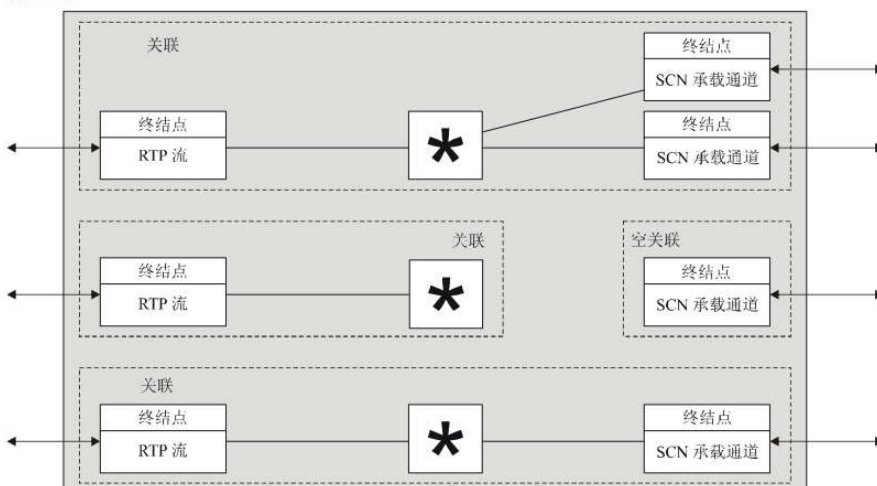 关联
终结点
SCN 承载通道
终结点
RTP 流
*
终结点
SCN 承载通道
关联
空关联
终结点
RTP 流
*
终结点
SCN 承载通道
关联
终结点
RTP 流
*
终结点
SCN 承载通道